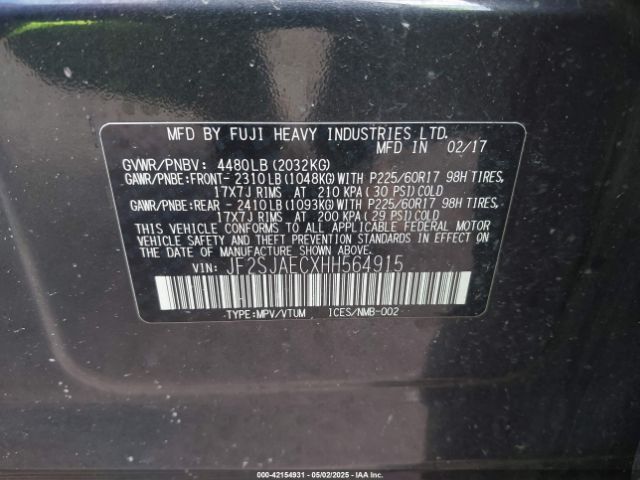 MFD BY FUJI HEAVY INDUSTRIES LTD.
MFD IN 02/17
GVWR/PNBV: 4480LB(2032KG)
GAWR/PNBE:FRONT- 2310LB(1048KG)WITH P225/60R17 98H TIRES,
17X7J RIMS AT 210 KPA(30 PSI)COLD
GAWR/PNBE:REAR - 2410LB(1093KG)WITH P225/60R17 98H TIRES,
17X7J RIMS AT 200 KPA(29 PSI)COLD
THIS VEHICLE CONFORMS TO ALL APPLICABLE FEDERAL MOTOR
VEHICLE SAFETY AND BUMPER STANDARDS IN EFFECT ON
THE DATE OF MANUFACTURE SHOWN ABOVE.
VIN: JF2SJAECXHH564915
TYPE:MPV/VTUM ICES/NMB-002
000-42154931 - 05/02/2025 - IAAI.COM